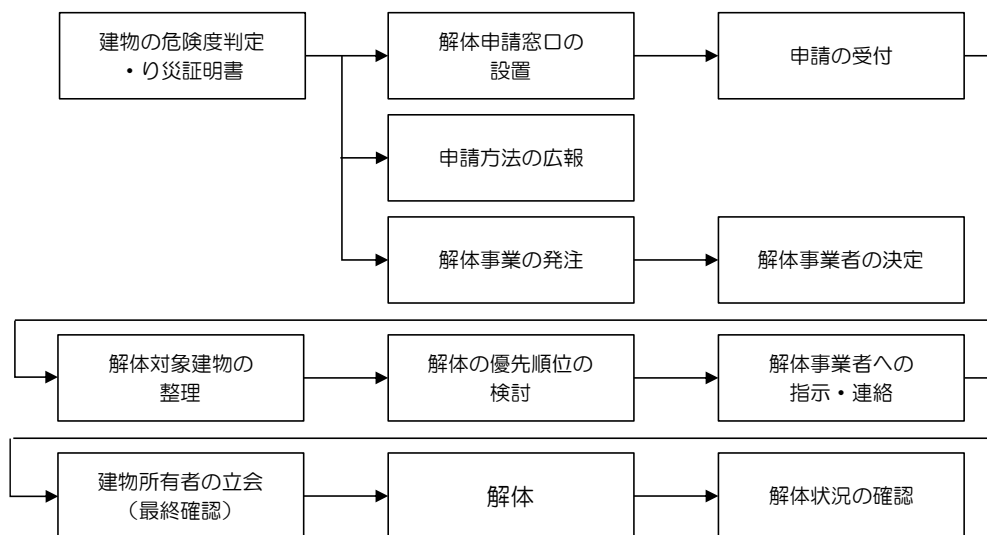 建物の危険度判定
・り災証明書
解体申請窓口の
設置
申請の受付
申請方法の広報
解体事業の発注
解体事業者の決定
解体対象建物の
整理
解体の優先順位の
検討
解体事業者への
指示・連絡
建物所有者の立会
（最終確認）
解体
解体状況の確認